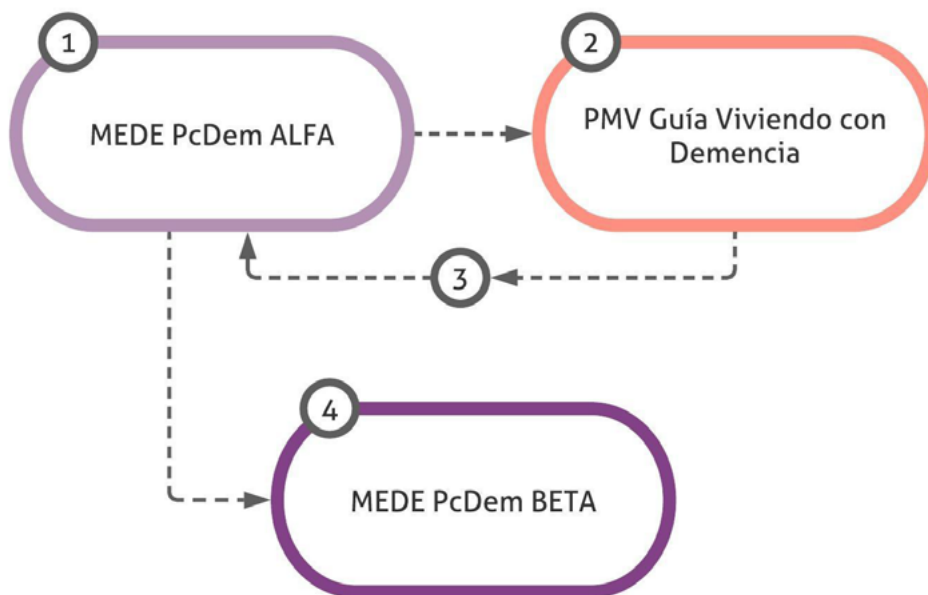 1
MEDE PcDem ALFA
2
PMV Guía Viviendo con
Demencia
3
4
MEDE PcDem BETA